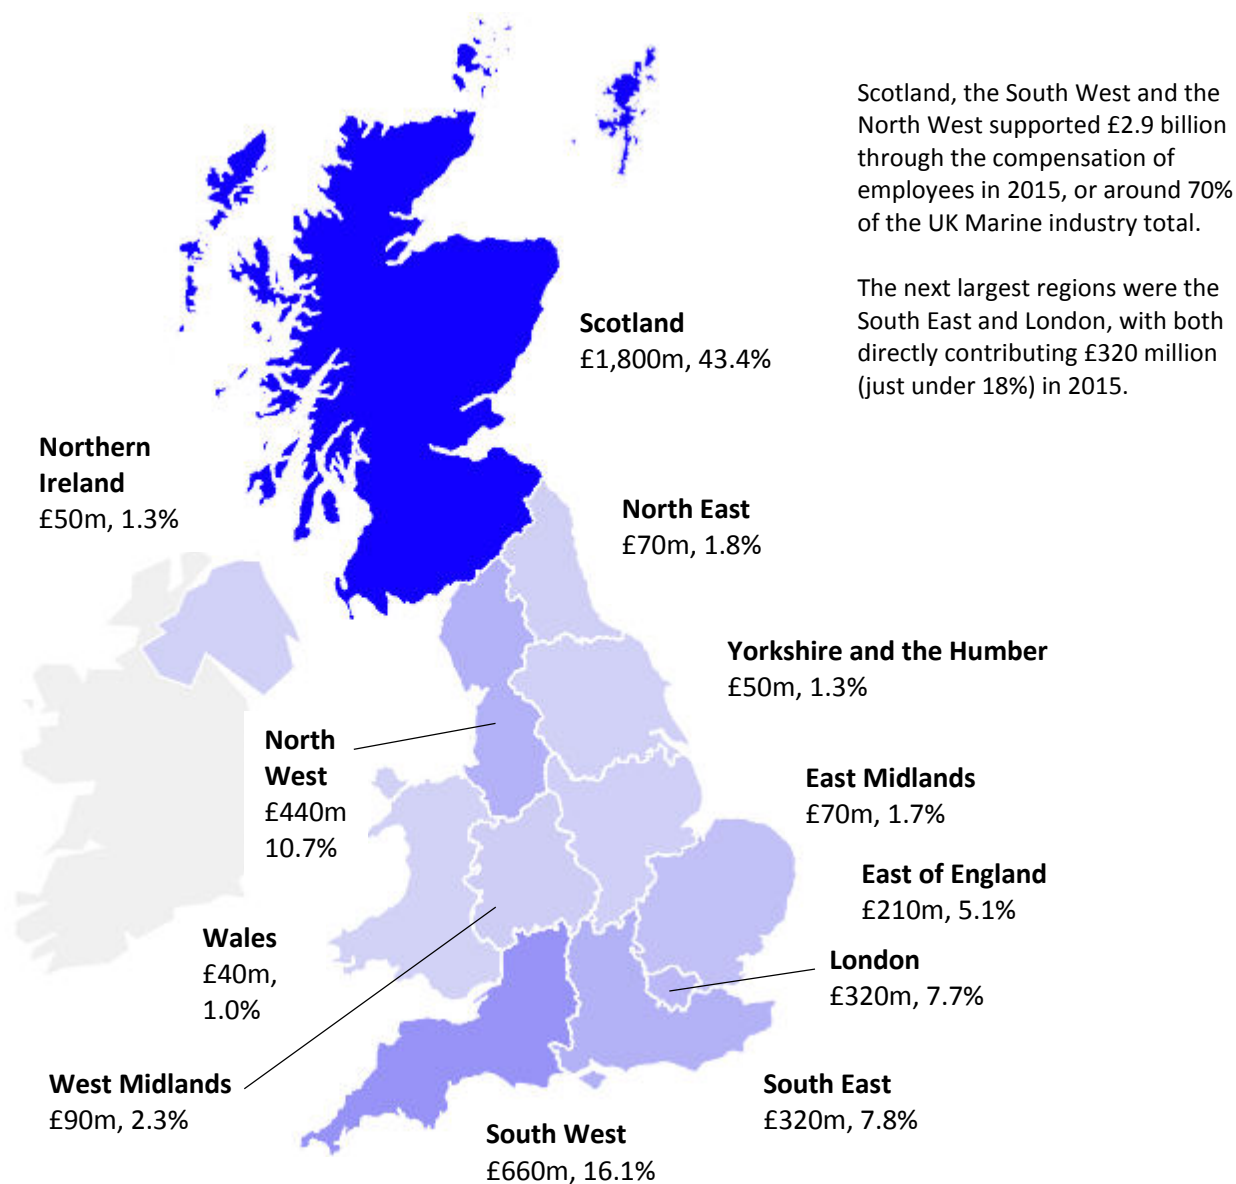 Scotland, the South West and the
North West supported £2.9 billion
through the compensation of
employees in 2015, or around 70%
of the UK Marine industry total.
The next largest regions were the
South East and London, with both
directly contributing £320 million
(just under 18%) in 2015.
Scotland
£1,800m, 43.4%
Northern
Ireland
£50m, 1.3%
North East
£70m, 1.8%
Yorkshire and the Humber
£50m, 1.3%
North
West
£440m
10.7%
East Midlands
£70m, 1.7%
East of England
£210m, 5.1%
Wales
£40m,
1.0%
London
£320m, 7.7%
West Midlands
£90m, 2.3%
South East
£320m, 7.8%
South West
£660m, 16.1%